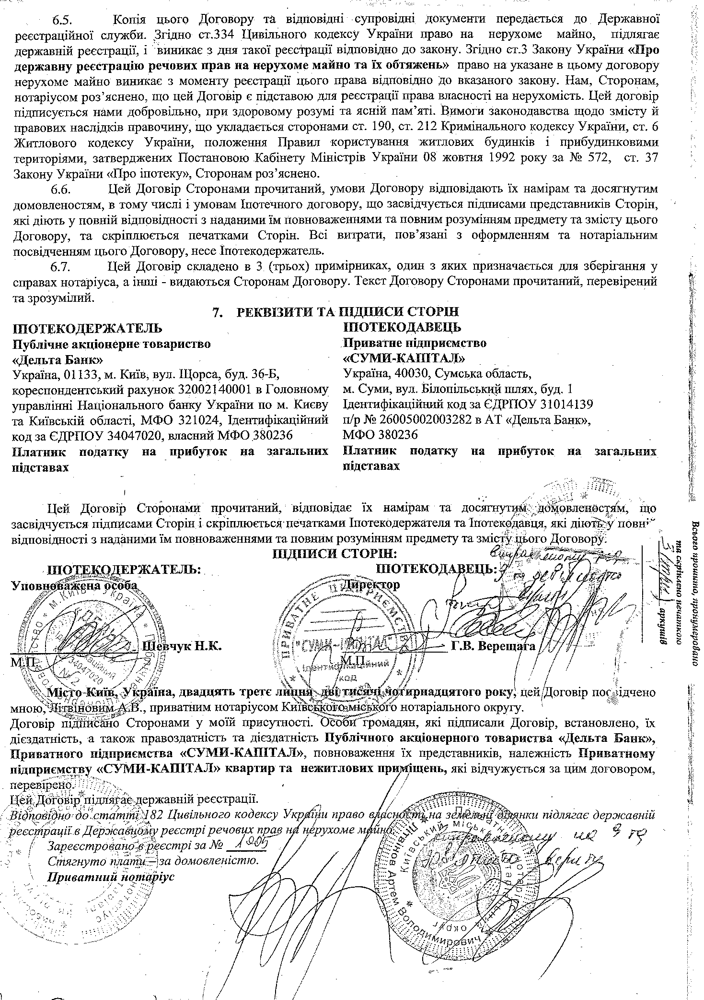 6.5. Копія цього Договору та відповідні супровідні документи передається до Державної
реєстраційної служби. Згідно ст.334 Цивільного кодексу України право на нерухоме майно, підлягає
державній реєстрації, і виникає з дня такої реєстрації відповідно до закону. Згідно ст.3 Закону України «Про
державну реєстрацію речових прав на нерухоме майно та їх обтяжень» право на указане в цьому договору
нерухоме майно виникає з моменту реєстрації цього права відповідно до вказаного закону. Нам, Сторонам,
нотаріусом роз’яснено, що цей Договір є підставою для реєстрації права власності на нерухомість. Цей договір
підписується нами добровільно, при здоровому розумі та ясній пам’яті. Вимоги законодавства щодо змісту й
правових наслідків правочину, що укладається сторонами ст. 190, ст. 212 Кримінального кодексу України, ст. 6
Житлового кодексу України, положення Правил користування житлових будинків і прибудинковими
територіями, затверджених Постановою Кабінету Міністрів України 08 жовтня 1992 року за № 572, ст. 37
Закону України «Про іпотеку», Сторонам роз’яснено.
6.6. Цей Договір Сторонами прочитаний, умови Договору відповідають їх намірам та досягнутим
домовленостям, в тому числі і умовам Іпотечного договору, що засвідчується підписами представників Сторін,
які діють у повній відповідності з наданими їм повноваженнями та повним розумінням предмету та змісту цього
Договору, та скріплюється печатками Сторін. Всі витрати, пов’язані з оформленням та нотаріальним
посвідченням цього Договору, несе Іпотекодержатель.
6.7. Цей Договір складено в 3 (трьох) примірниках, один з яких призначається для зберігання у
справах нотаріуса, а інші - видаються Сторонам Договору. Текст Договору Сторонами прочитаний, перевірений
та зрозумілий.
7. РЕКВІЗИТИ ТА ПІДПИСИ СТОРІН
ІПОТЕКОДЕРЖАТЕЛЬ
Публічне акціонерне товариство
«Дельта Банк»
Україна, 01133, м. Київ, вул. Щорса, буд. 36-Б,
кореспондентський рахунок 32002140001 в Головному
управлінні Національного банку України по м. Києву
та Київській області, МФО 321024, Ідентифікаційний
код за ЄДРПОУ 34047020, власний МФО 380236
Платник податку на прибуток на загальних
підставах
ІПОТЕКОДАВЕЦЬ
Приватне підприємство
«СУМИ-КАПІТАЛ»
Україна, 40030, Сумська область,
м. Суми, вул. Білопільський шлях, буд. 1
Ідентифікаційний код за ЄДРПОУ 31014139
п/р № 26005002003282 в АТ «Дельта Банк»,
МФО 380236
Платник податку на прибуток на загальних
підставах
Цей Договір Сторонами прочитаний, відповідає їх намірам та досягнутим домовленостям, що
засвідчується підписами Сторін і скріплюється печатками Іпотекодержателя та Іпотекодавця, які діють у повн
відповідності з наданими їм повноваженнями та повним розумінням предмету та змісту цього Договору.
ПІДПИСИ СТОРІН:
ІПОТЕКОДЕРЖАТЕЛЬ:
Уповноважена особа
Шевчук Н.К.
М.П.
ІПОТЕКОДАВЕЦЬ:
Директор
Г.В. Верещага
М.П.
ПРИВАТНЕ ПІДПРИЄМСТВО
"СУМИ-КАПІТАЛ"
Ідентифікаційний
код
34047020
№ 2
Всього прошито, пронумеровано
та скріплено печаткою
5
аркушів
Місто Київ, Україна, двадцять третє липня дві тисячі чотирнадцятого року, цей Договір посвідчено
мною, Літвіновим А.В., приватним нотаріусом Київського міського нотаріального округу.
Договір підписано Сторонами у моїй присутності. Особи громадян, які підписали Договір, встановлено, їх
дієздатність, а також правоздатність та дієздатність Публічного акціонерного товариства «Дельта Банк»,
Приватного підприємства «СУМИ-КАПІТАЛ», повноваження їх представників, належність Приватному
підприємству «СУМИ-КАПІТАЛ» квартир та нежитлових приміщень, які відчужується за цим договором,
перевірено.
Цей Договір підлягає державній реєстрації.
Відповідно до статті 182 Цивільного кодексу України право власності на земельні ділянки підлягає державній
реєстрації в Державному реєстрі речових прав на нерухоме майно.
Зареєстровано в реєстрі за № 1905
Стягнуто плати – за домовленістю.
Приватний нотаріус
Літвінов Артем Володимирович
Київський міський нотаріальний округ
Приватний нотаріус